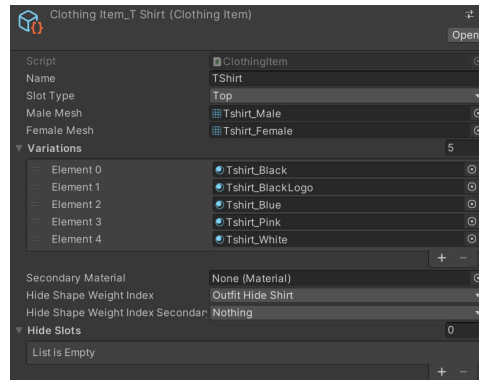 Clothing Item_T Shirt (Clothing Item)
Open
Script ClothingItem
Name TShirt
Slot Type Top
Male Mesh Tshirt_Male
Female Mesh Tshirt_Female
Variations 5
Element 0 Tshirt_Black
Element 1 Tshirt_BlackLogo
Element 2 Tshirt_Blue
Element 3 Tshirt_Pink
Element 4 Tshirt_White
+ −
Secondary Material None (Material)
Hide Shape Weight Index Outfit Hide Shirt
Hide Shape Weight Index Secondar Nothing
Hide Slots 0
List is Empty
+ −